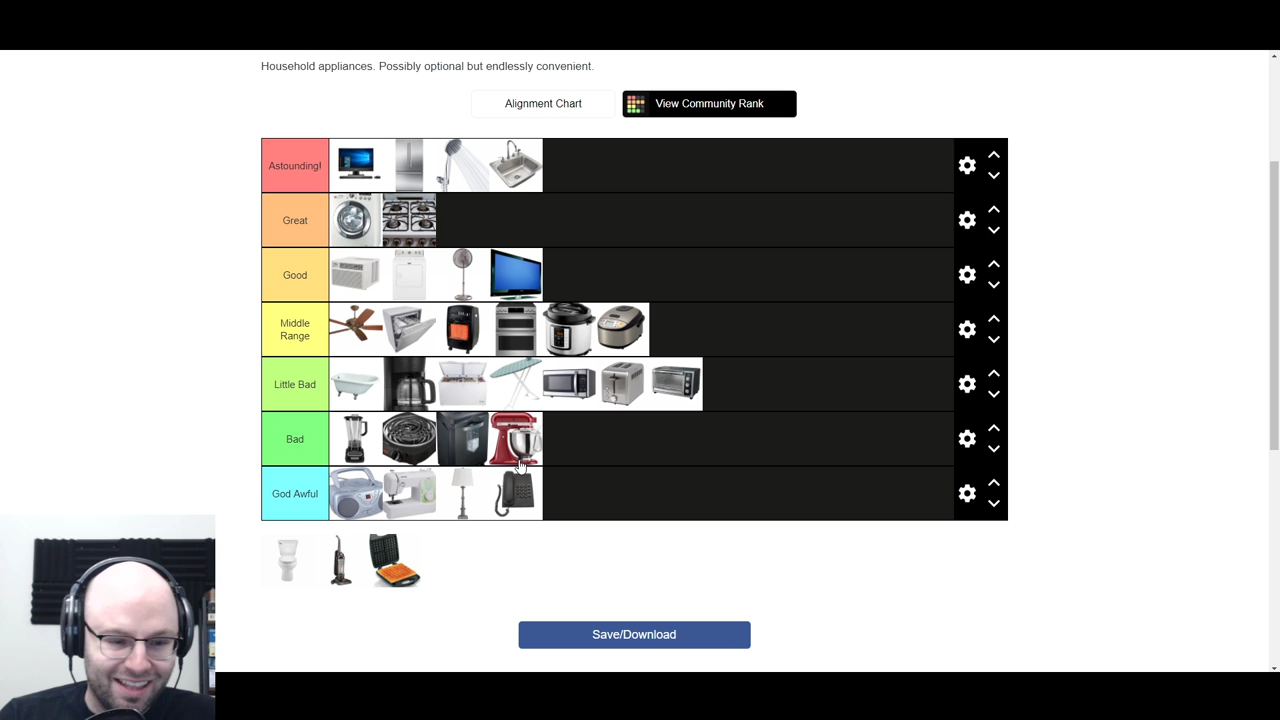 Household appliances. Possibly optional but endlessly convenient.
Alignment Chart
View Community Rank
Astounding!
Great
Good
Middle
Range
Little Bad
Bad
God Awful
Save/Download